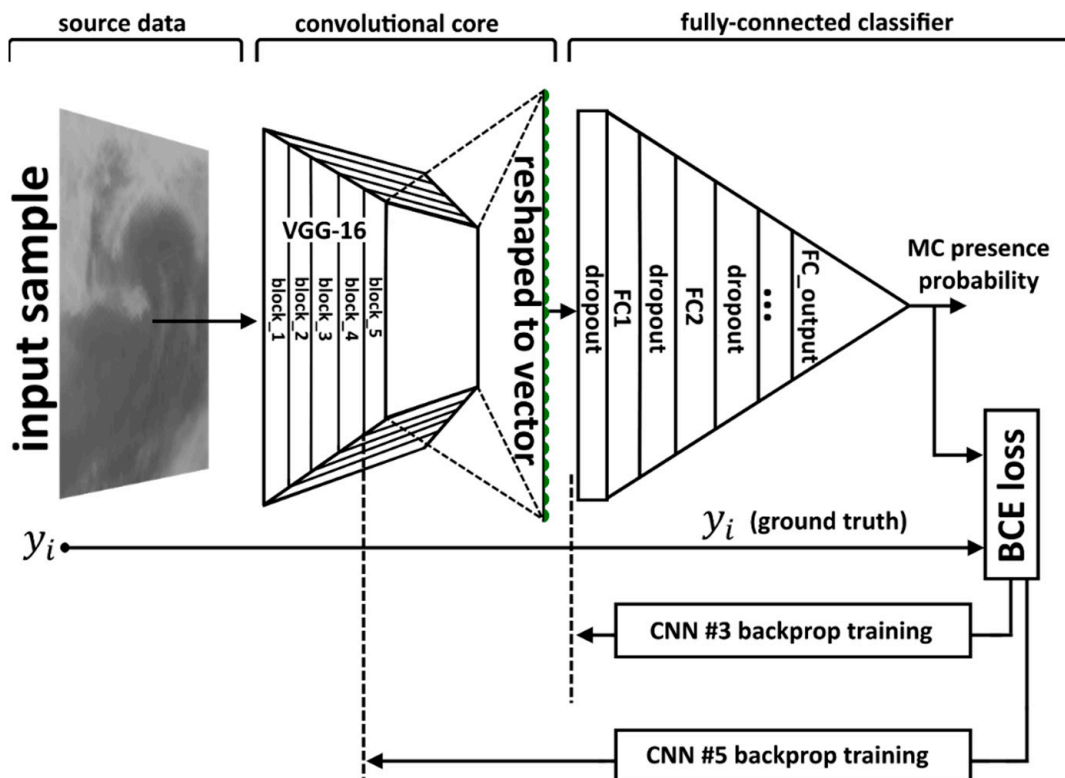 source data
convolutional core
fully-connected classifier
input sample
VGG-16
block_1
block_2
block_3
block_4
block_5
reshaped to vector
dropout
FC1
dropout
FC2
dropout
...
FC_output
MC presence
probability
BCE loss
y_i
y_i (ground truth)
CNN #3 backprop training
CNN #5 backprop training